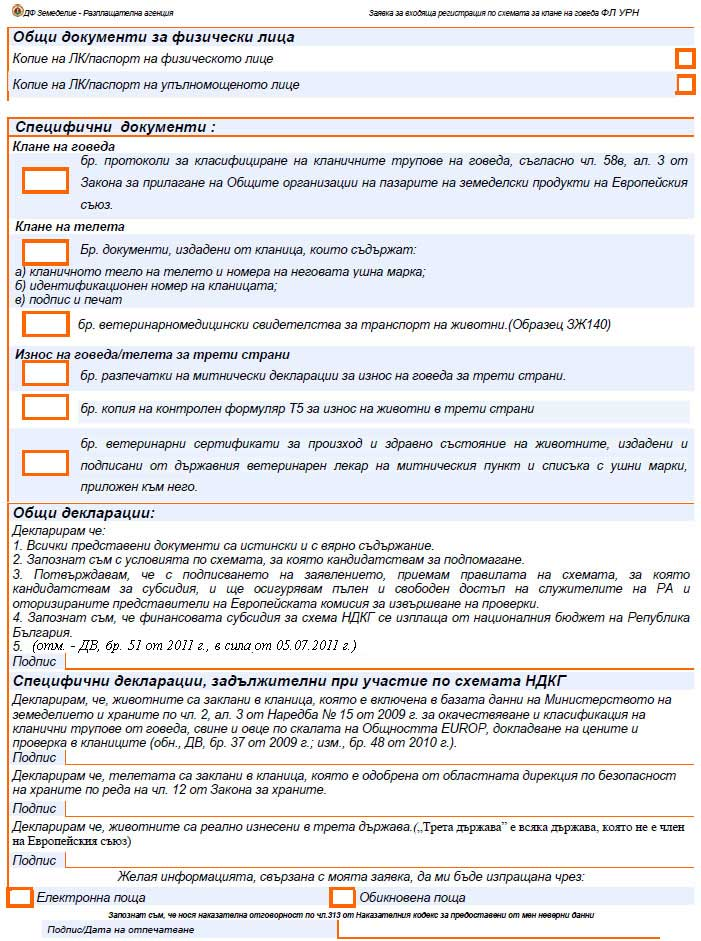 ДФ Земеделие - Разплащателна агенция
Заявка за входяща регистрация по схемата за клане на говеда ФЛ УРН
Общи документи за физически лица
Копие на ЛК/паспорт на физическото лице
Копие на ЛК/паспорт на упълномощеното лице
Специфични документи :
Клане на говеда
бр. протоколи за класифициране на кланичните трупове на говеда, съгласно чл. 58в, ал. 3 от
Закона за прилагане на Общите организации на пазарите на земеделски продукти на Европейския
съюз.
Клане на телета
Бр. документи, издадени от кланица, които съдържат:
а) кланичното тегло на телето и номера на неговата ушна марка;
б) идентификационен номер на кланицата;
в) подпис и печат
бр. ветеринарномедицински свидетелства за транспорт на животни.(Образец ЗЖ140)
Износ на говеда/телета за трети страни
бр. разпечатки на митнически декларации за износ на говеда за трети страни.
бр. копия на контролен формуляр Т5 за износ на животни в трети страни
бр. ветеринарни сертификати за произход и здравно състояние на животните, издадени и
подписани от държавния ветеринарен лекар на митническия пункт и списъка с ушни марки,
приложен към него.
Общи декларации:
Декларирам че:
1. Всички представени документи са истински и с вярно съдържание.
2. Запознат съм с условията по схемата, за която кандидатствам за подпомагане.
3. Потвърждавам, че с подписването на заявлението, приемам правилата на схемата, за която
кандидатствам за субсидия, и ще осигурявам пълен и свободен достъп на служителите на РА и
оторизираните представители на Европейската комисия за извършване на проверки.
4. Запознат съм, че финансовата субсидия за схема НДКГ се изплаща от националния бюджет на Република
България.
5. (отм. - ДВ, бр. 51 от 2011 г., в сила от 05.07.2011 г.)
Подпис
Специфични декларации, задължителни при участие по схемата НДКГ
Декларирам, че, животните са заклани в кланица, която е включена в базата данни на Министерството на
земеделието и храните по чл. 2, ал. 3 от Наредба № 15 от 2009 г. за окачествяване и класификация на
кланични трупове от говеда, свине и овце по скалата на Общността EUROP, докладване на цените и
проверка в кланиците (обн., ДВ, бр. 37 от 2009 г.; изм., бр. 48 от 2010 г.).
Подпис
Декларирам че, телетата са заклани в кланица, която е одобрена от областната дирекция по безопасност
на храните по реда на чл. 12 от Закона за храните.
Подпис
Декларирам че, животните са реално изнесени в трета държава.(„Трета държава” е всяка държава, която не е член
на Европейския съюз)
Подпис
Желая информацията, свързана с моята заявка, да ми бъде изпращана чрез:
Електронна поща
Обикновена поща
Запознат съм, че нося наказателна отговорност по чл.313 от Наказателния кодекс за предоставени от мен неверни данни
Подпис/Дата на отпечатване